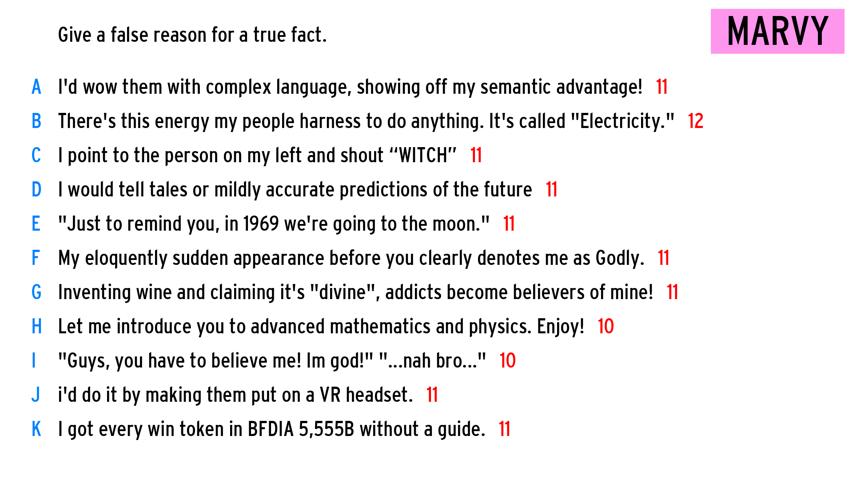 Give a false reason for a true fact.
MARVY
A I'd wow them with complex language, showing off my semantic advantage! 11
B There's this energy my people harness to do anything. It's called "Electricity." 12
C I point to the person on my left and shout “WITCH” 11
D I would tell tales or mildly accurate predictions of the future 11
E "Just to remind you, in 1969 we're going to the moon." 11
F My eloquently sudden appearance before you clearly denotes me as Godly. 11
G Inventing wine and claiming it's "divine", addicts become believers of mine! 11
H Let me introduce you to advanced mathematics and physics. Enjoy! 10
I "Guys, you have to believe me! Im god!" "...nah bro..." 10
J i'd do it by making them put on a VR headset. 11
K I got every win token in BFDIA 5,555B without a guide. 11